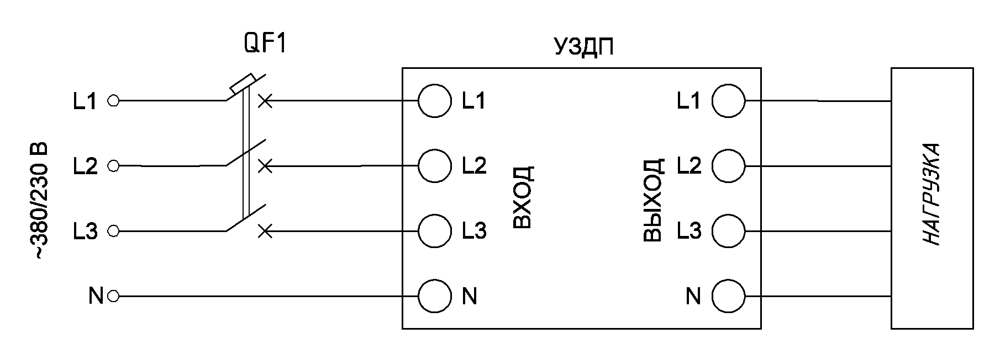 QF1
УЗДП
~380/230 В
L1
L2
L3
N
L1
L2
L3
N
ВХОД
ВЫХОД
L1
L2
L3
N
НАГРУЗКА